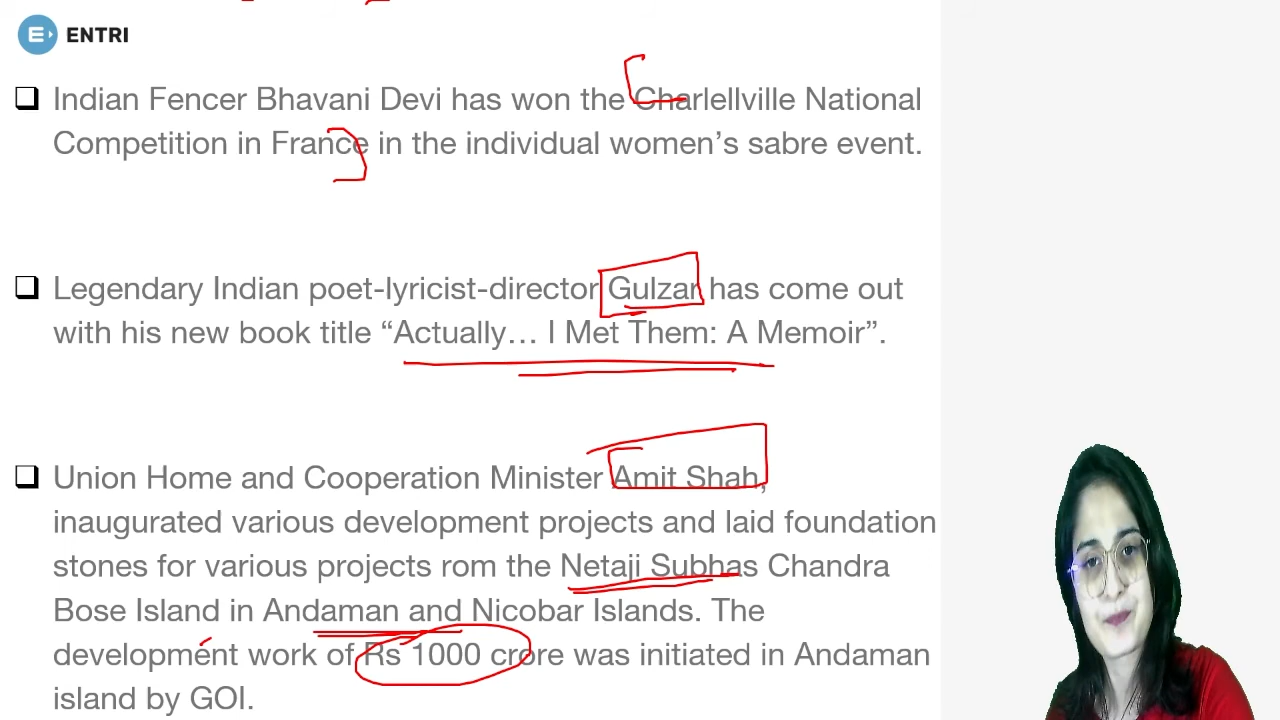 E ENTRI
Indian Fencer Bhavani Devi has won the Charlellville National
Competition in France in the individual women's sabre event.
Legendary Indian poet-lyricist-director Gulzar has come out
with his new book title “Actually… I Met Them: A Memoir”.
Union Home and Cooperation Minister Amit Shah,
inaugurated various development projects and laid foundation
stones for various projects rom the Netaji Subhas Chandra
Bose Island in Andaman and Nicobar Islands. The
development work of Rs 1000 crore was initiated in Andaman
island by GOI.